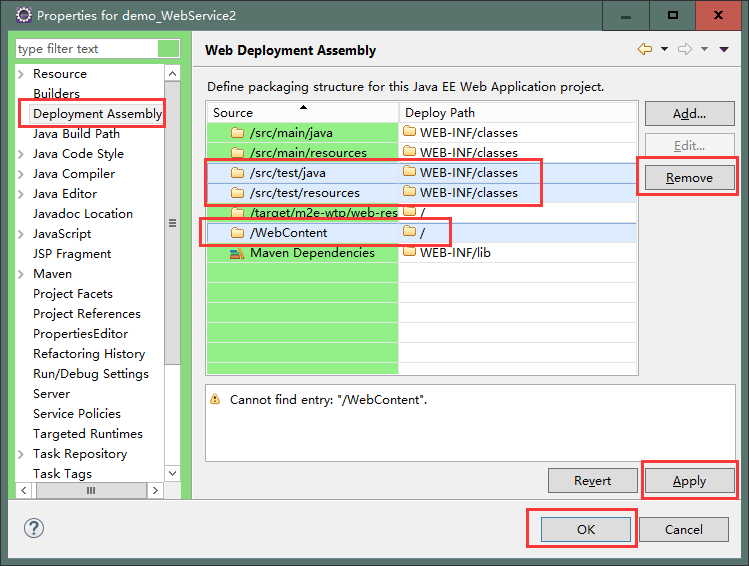 Properties for demo_WebService2
type filter text
Resource
Builders
Deployment Assembly
Java Build Path
Java Code Style
Java Compiler
Java Editor
Javadoc Location
JavaScript
JSP Fragment
Maven
Project Facets
Project References
PropertiesEditor
Refactoring History
Run/Debug Settings
Server
Service Policies
Targeted Runtimes
Task Repository
Task Tags
Web Deployment Assembly
Define packaging structure for this Java EE Web Application project.
Source Deploy Path
/src/main/java WEB-INF/classes
/src/main/resources WEB-INF/classes
/src/test/java WEB-INF/classes
/src/test/resources WEB-INF/classes
/target/m2e-wtp/web-res /
/WebContent /
Maven Dependencies WEB-INF/lib
Add...
Edit...
Remove
Cannot find entry: "/WebContent".
Revert Apply
? OK Cancel